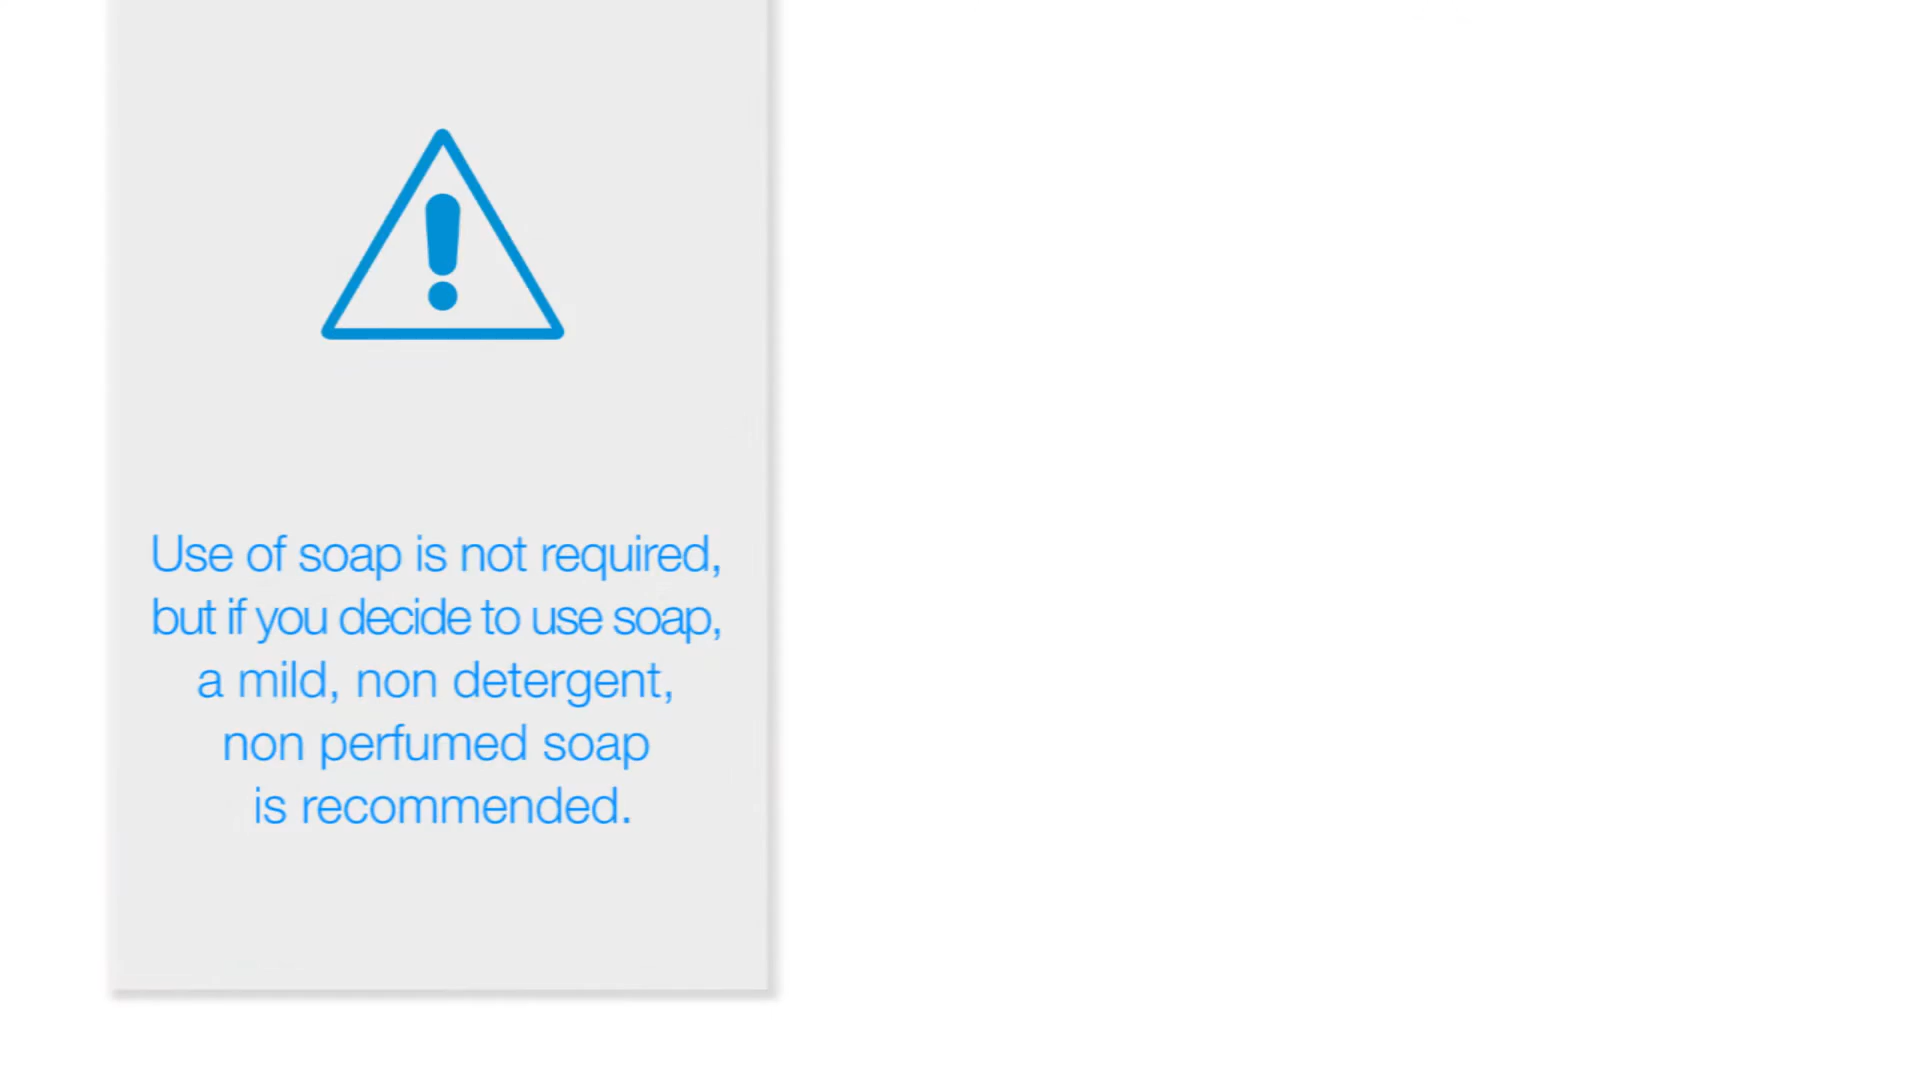 Use of soap is not required,
but if you decide to use soap,
a mild, non detergent,
non perfumed soap
is recommended.